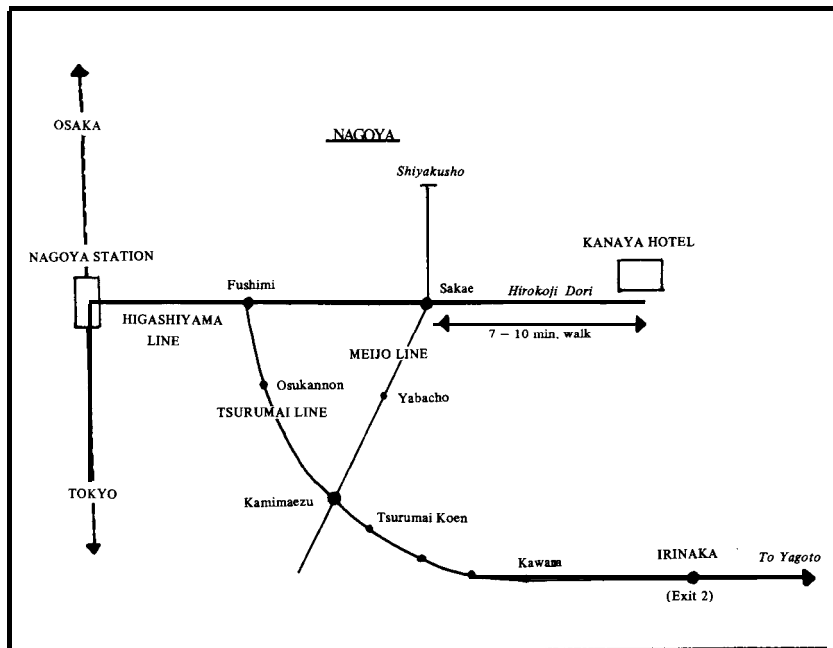 OSAKA
NAGOYA
Shiyakusho
KANAYA HOTEL
NAGOYA STATION
Fushimi
Sakae
Hirokoji Dori
HIGASHIYAMA
LINE
7 – 10 min. walk
MEIJO LINE
Osukannon
Yabacho
TSURUMAI LINE
TOKYO
Kamimaezu
Tsurumai Koen
Kawana
IRINAKA
To Yagoto
(Exit 2)